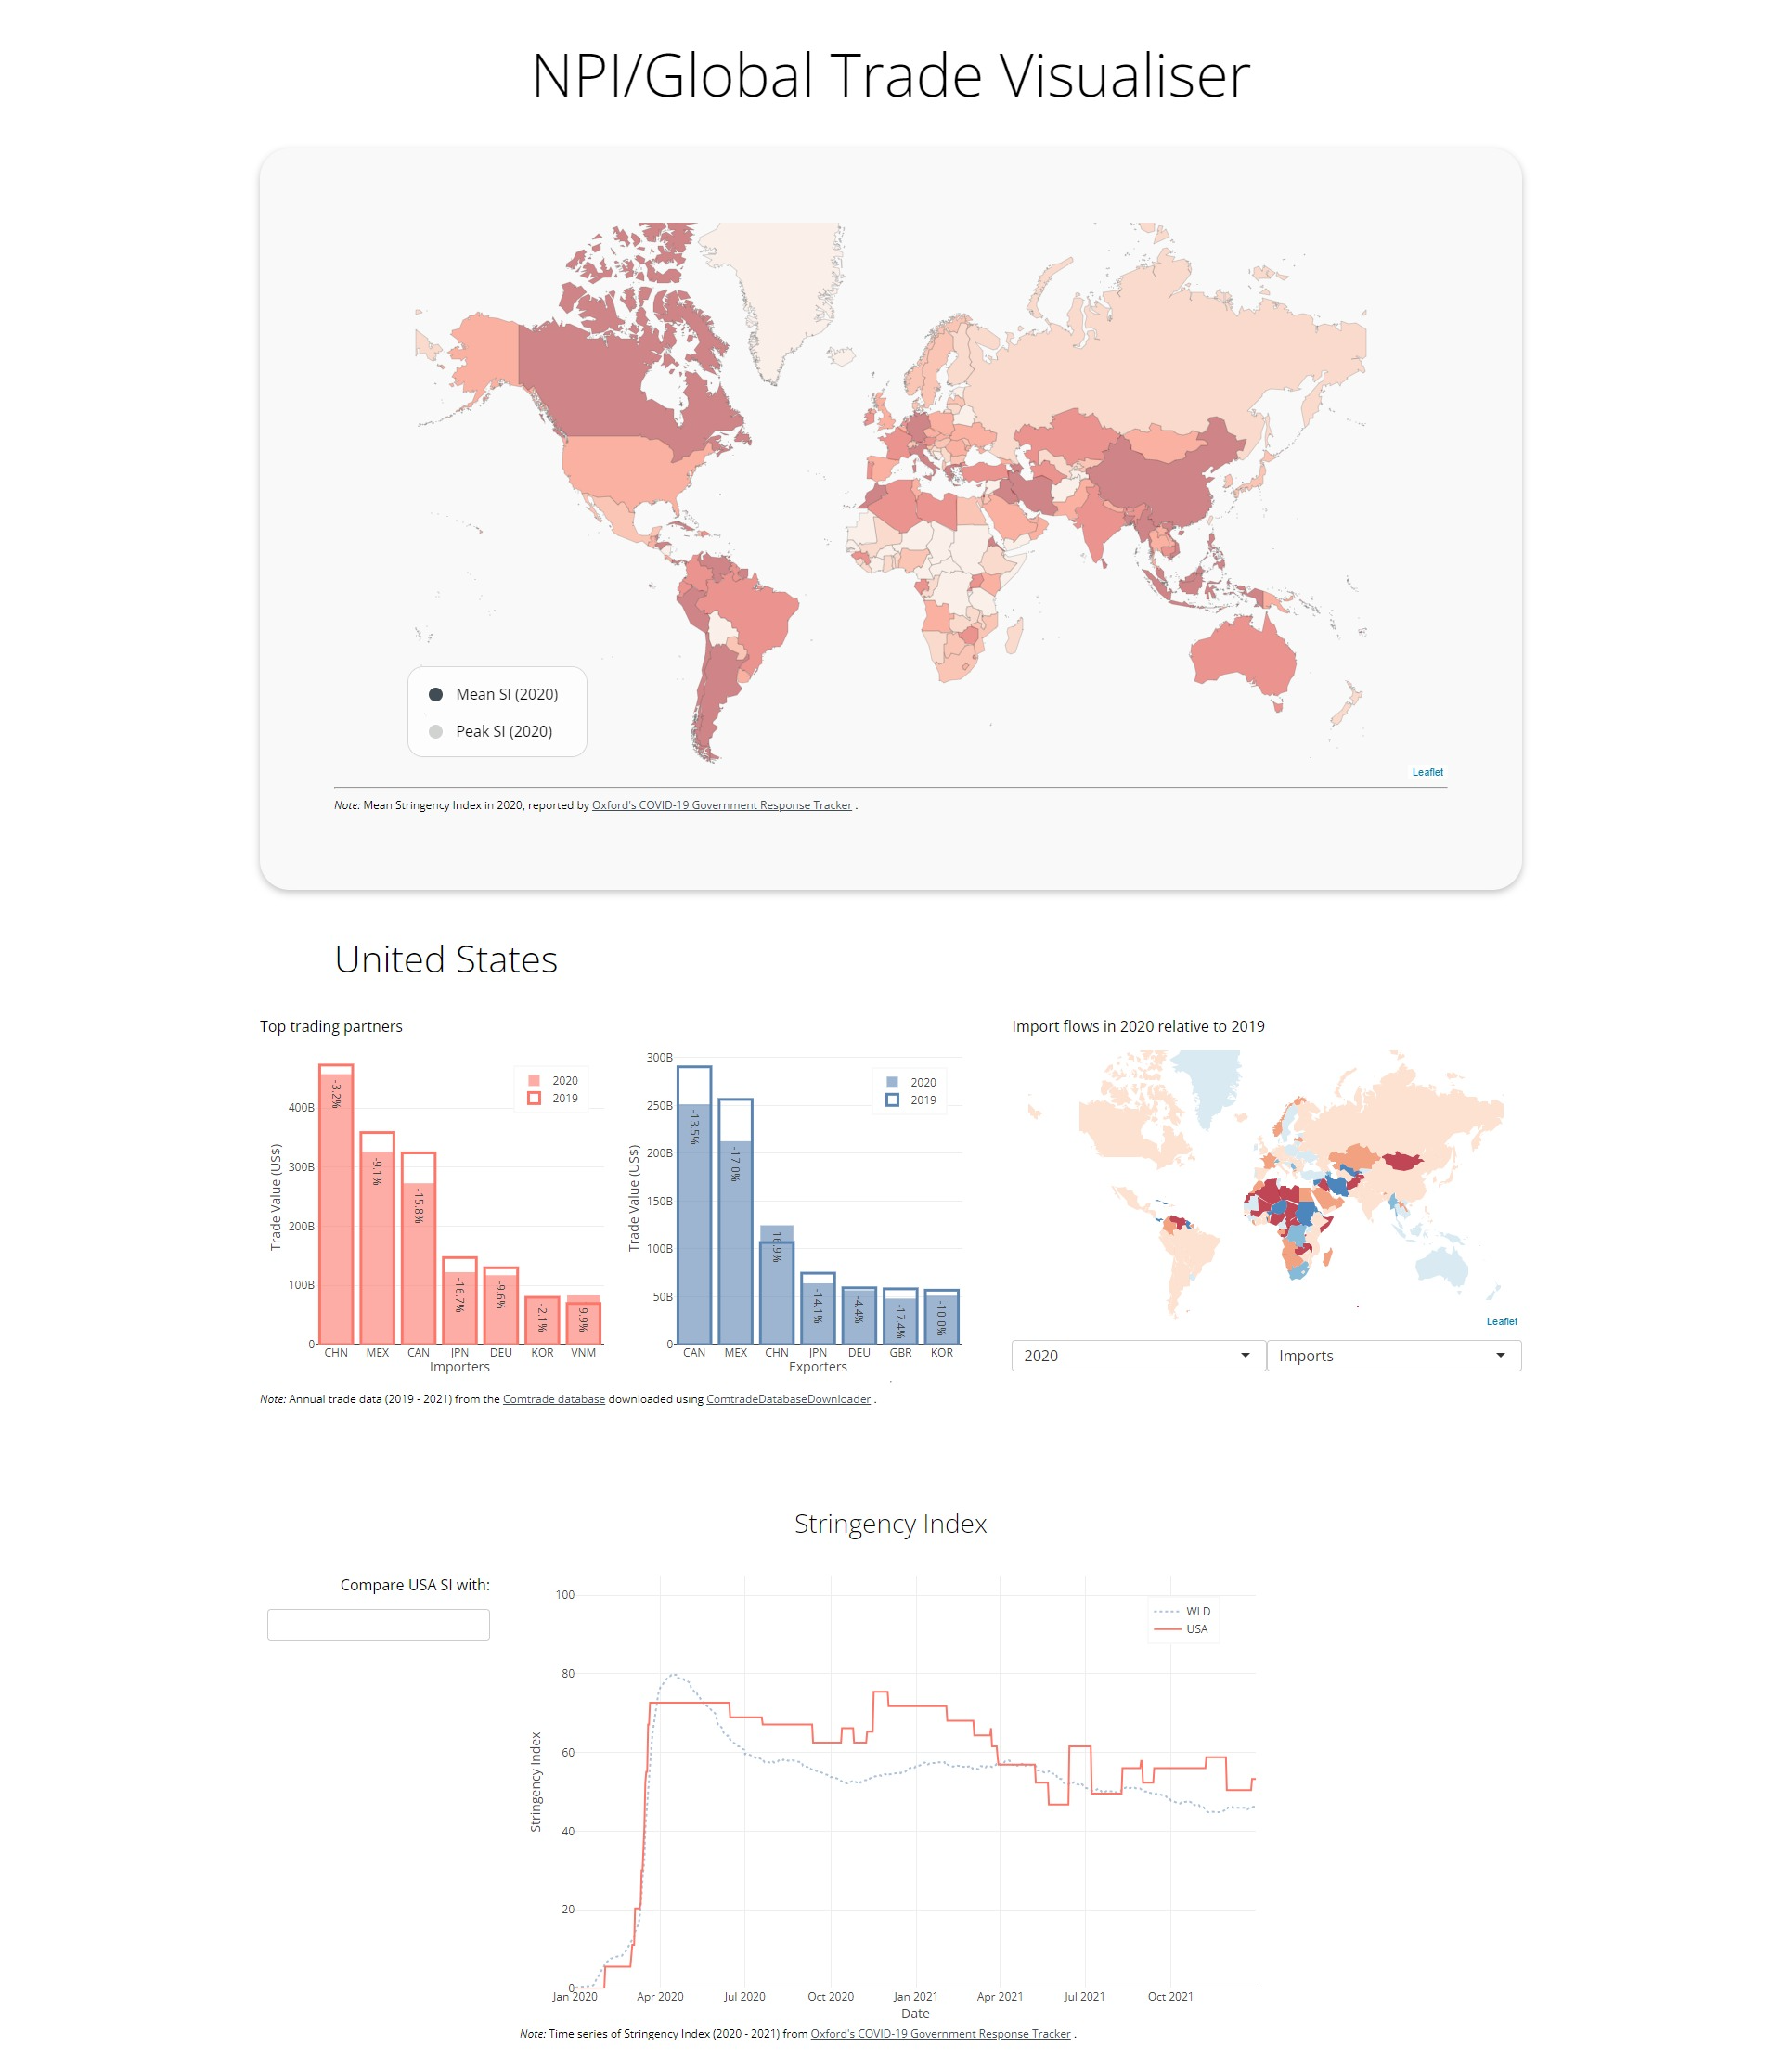 NPI/Global Trade Visualiser
Mean SI (2020)
Peak SI (2020)
Leaflet
Note: Mean Stringency Index in 2020, reported by Oxford's COVID-19 Government Response Tracker .
United States
Top trading partners
Import flows in 2020 relative to 2019
Trade Value (US$)
400B
300B
200B
100B
0
-3.2%
-9.1%
-15.8%
-16.7%
-9.6%
-2.1%
9.9%
2020
2019
CHN MEX CAN JPN DEU KOR VNM
Importers
Trade Value (US$)
300B
250B
200B
150B
100B
50B
0
-13.5%
-17.0%
16.9%
-14.1%
-4.4%
-17.4%
-10.0%
2020
2019
CAN MEX CHN JPN DEU GBR KOR
Exporters
Leaflet
2020
Imports
Note: Annual trade data (2019 - 2021) from the Comtrade database downloaded using ComtradeDatabaseDownloader .
Stringency Index
Compare USA SI with:
Stringency Index
100
80
60
40
20
0
WLD
USA
Jan 2020 Apr 2020 Jul 2020 Oct 2020 Jan 2021 Apr 2021 Jul 2021 Oct 2021
Date
Note: Time series of Stringency Index (2020 - 2021) from Oxford's COVID-19 Government Response Tracker .